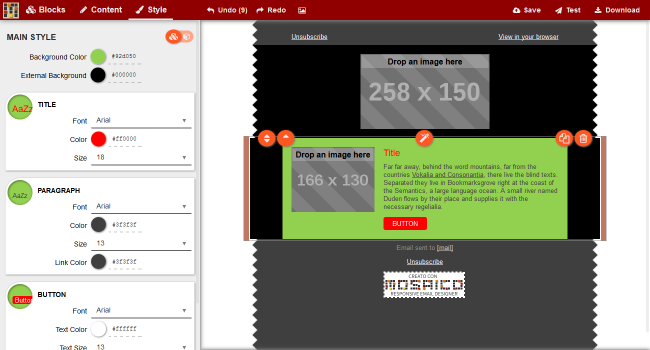 Blocks Content Style Undo (9) Redo Save Test Download
MAIN STYLE
Background Color #92d050
External Background #000000
AaZz TITLE
Font Arial
Color #ff0000
Size 18
AaZz PARAGRAPH
Font Arial
Color #3f3f3f
Size 13
Link Color #3f3f3f
Button BUTTON
Font Arial
Text Color #ffffff
Text Size 13
Unsubscribe View in your browser
Drop an image here
258 x 150
Drop an image here
166 x 130
Title
Far far away, behind the word mountains, far from the
countries Vokalia and Consonantia, there live the blind texts.
Separated they live in Bookmarksgrove right at the coast of
the Semantics, a large language ocean. A small river named
Duden flows by their place and supplies it with the
necessary regelialia.
BUTTON
Email sent to [mail]
Unsubscribe
CREATO CON
MOSAICO
RESPONSIVE EMAIL DESIGNER